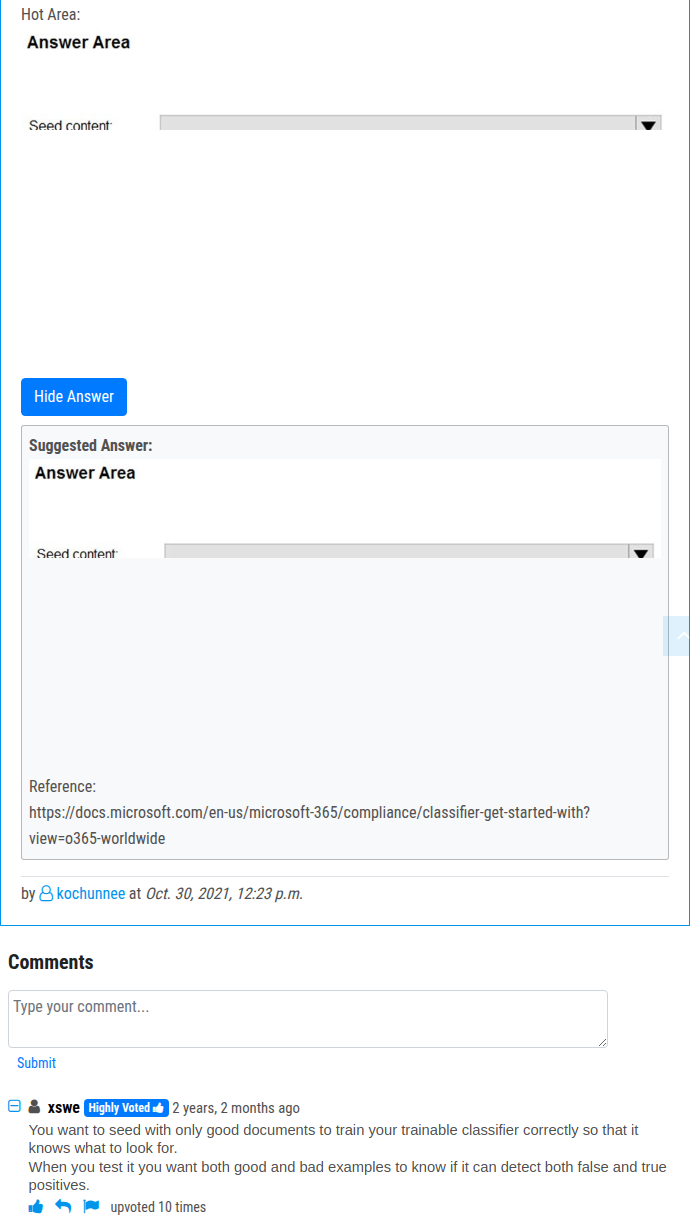 Hot Area:
Answer Area
Seed content:
Hide Answer
Suggested Answer:
Answer Area
Seed content:
Reference:
https://docs.microsoft.com/en-us/microsoft-365/compliance/classifier-get-started-with?
view=o365-worldwide
by kochunnee at Oct. 30, 2021, 12:23 p.m.
Comments
Type your comment...
Submit
xswe Highly Voted 2 years, 2 months ago
You want to seed with only good documents to train your trainable classifier correctly so that it
knows what to look for.
When you test it you want both good and bad examples to know if it can detect both false and true
positives.
upvoted 10 times